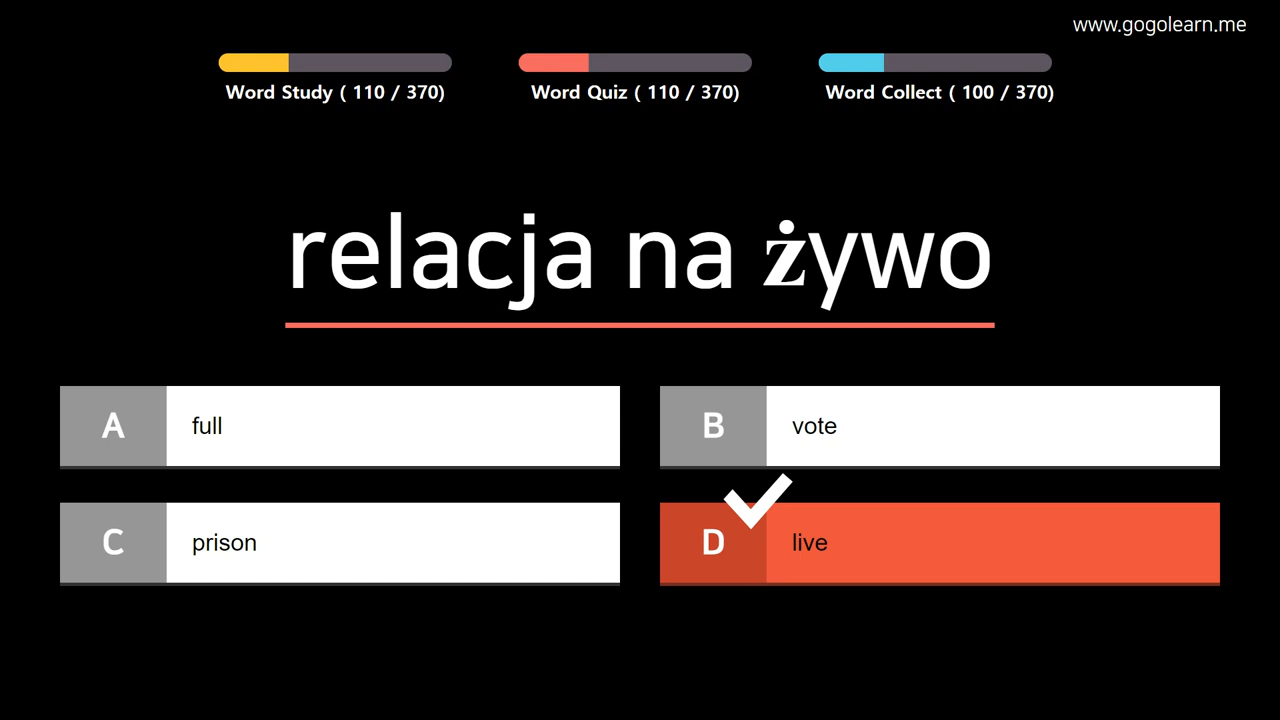 www.gogolearn.me
Word Study ( 110 / 370)
Word Quiz ( 110 / 370)
Word Collect ( 100 / 370)
relacja na żywo
A full
B vote
C prison
D live